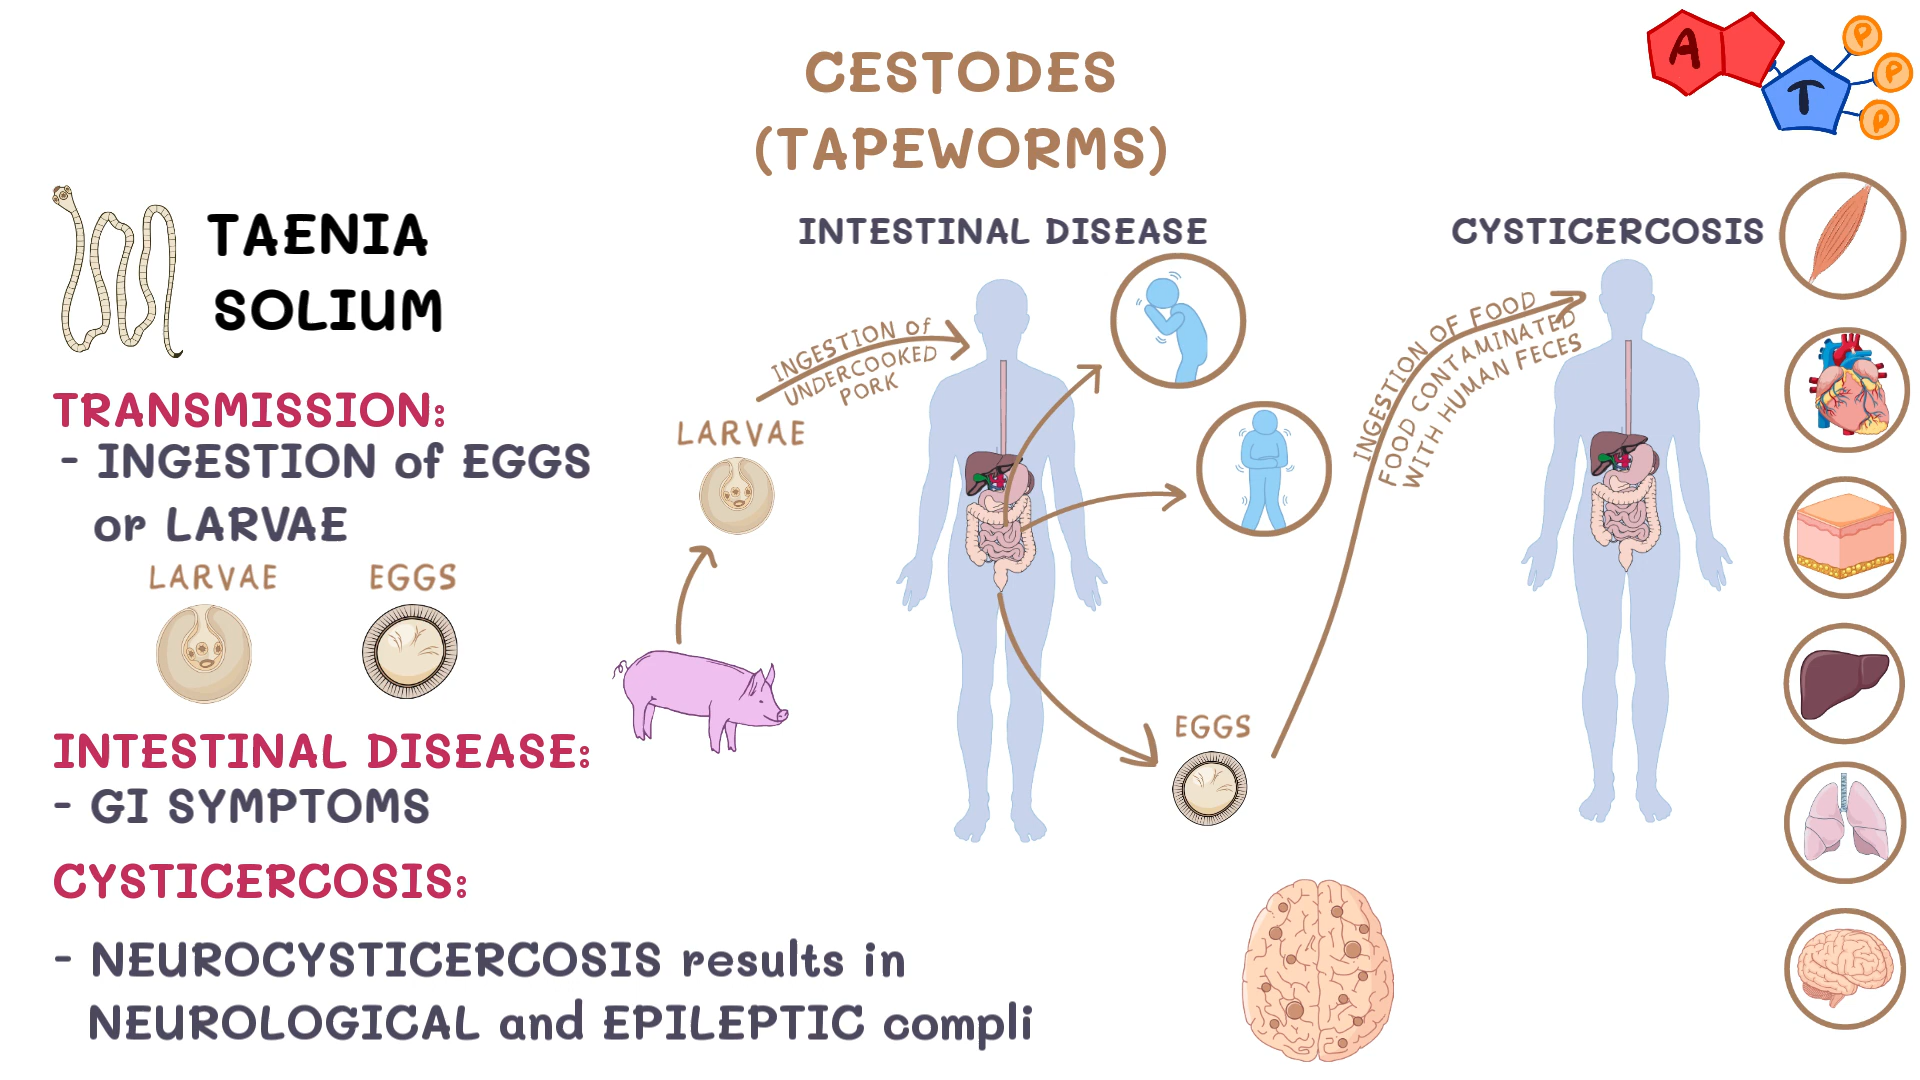 CESTODES
(TAPEWORMS)
A
T
P
P
P
TAENIA
SOLIUM
TRANSMISSION:
- INGESTION of EGGS
or LARVAE
LARVAE
EGGS
INTESTINAL DISEASE:
- GI SYMPTOMS
CYSTICERCOSIS:
- NEUROCYSTICERCOSIS results in
NEUROLOGICAL and EPILEPTIC compli
INTESTINAL DISEASE
INGESTION of
UNDERCOOKED
PORK
LARVAE
EGGS
CYSTICERCOSIS
INGESTION OF FOOD
FOOD CONTAMINATED
WITH HUMAN FECES